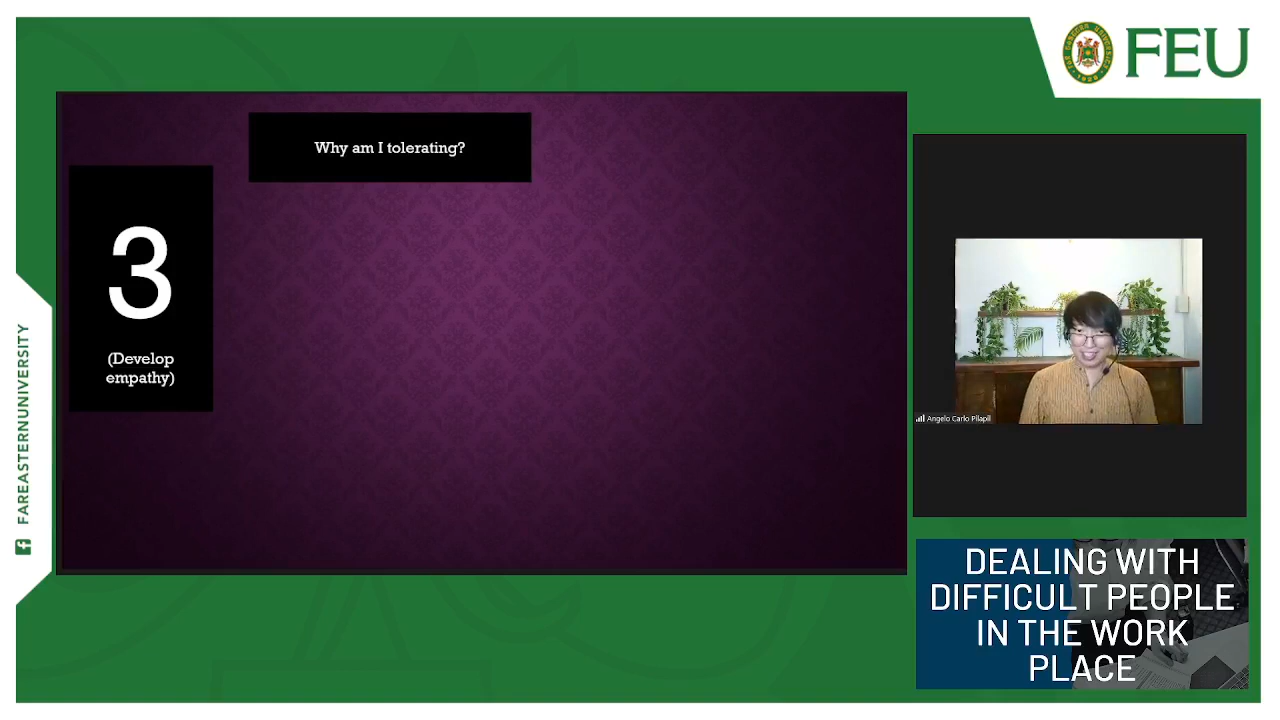 FEU
Why am I tolerating?
3
(Develop
empathy)
FAREASTERNUNIVERSITY
Angelo Carlo Pilapil
DEALING WITH
DIFFICULT PEOPLE
IN THE WORK
PLACE